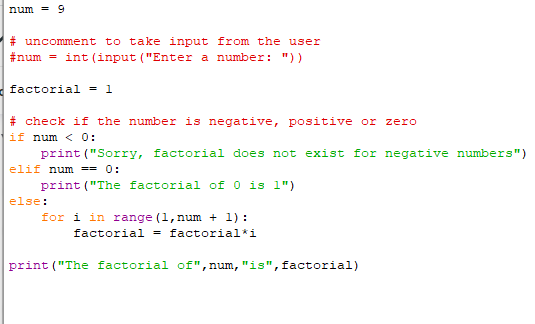 num = 9
# uncomment to take input from the user
#num = int(input("Enter a number: "))
factorial = 1
# check if the number is negative, positive or zero
if num < 0:
    print("Sorry, factorial does not exist for negative numbers")
elif num == 0:
    print("The factorial of 0 is 1")
else:
    for i in range(1,num + 1):
        factorial = factorial*i
print("The factorial of",num,"is",factorial)